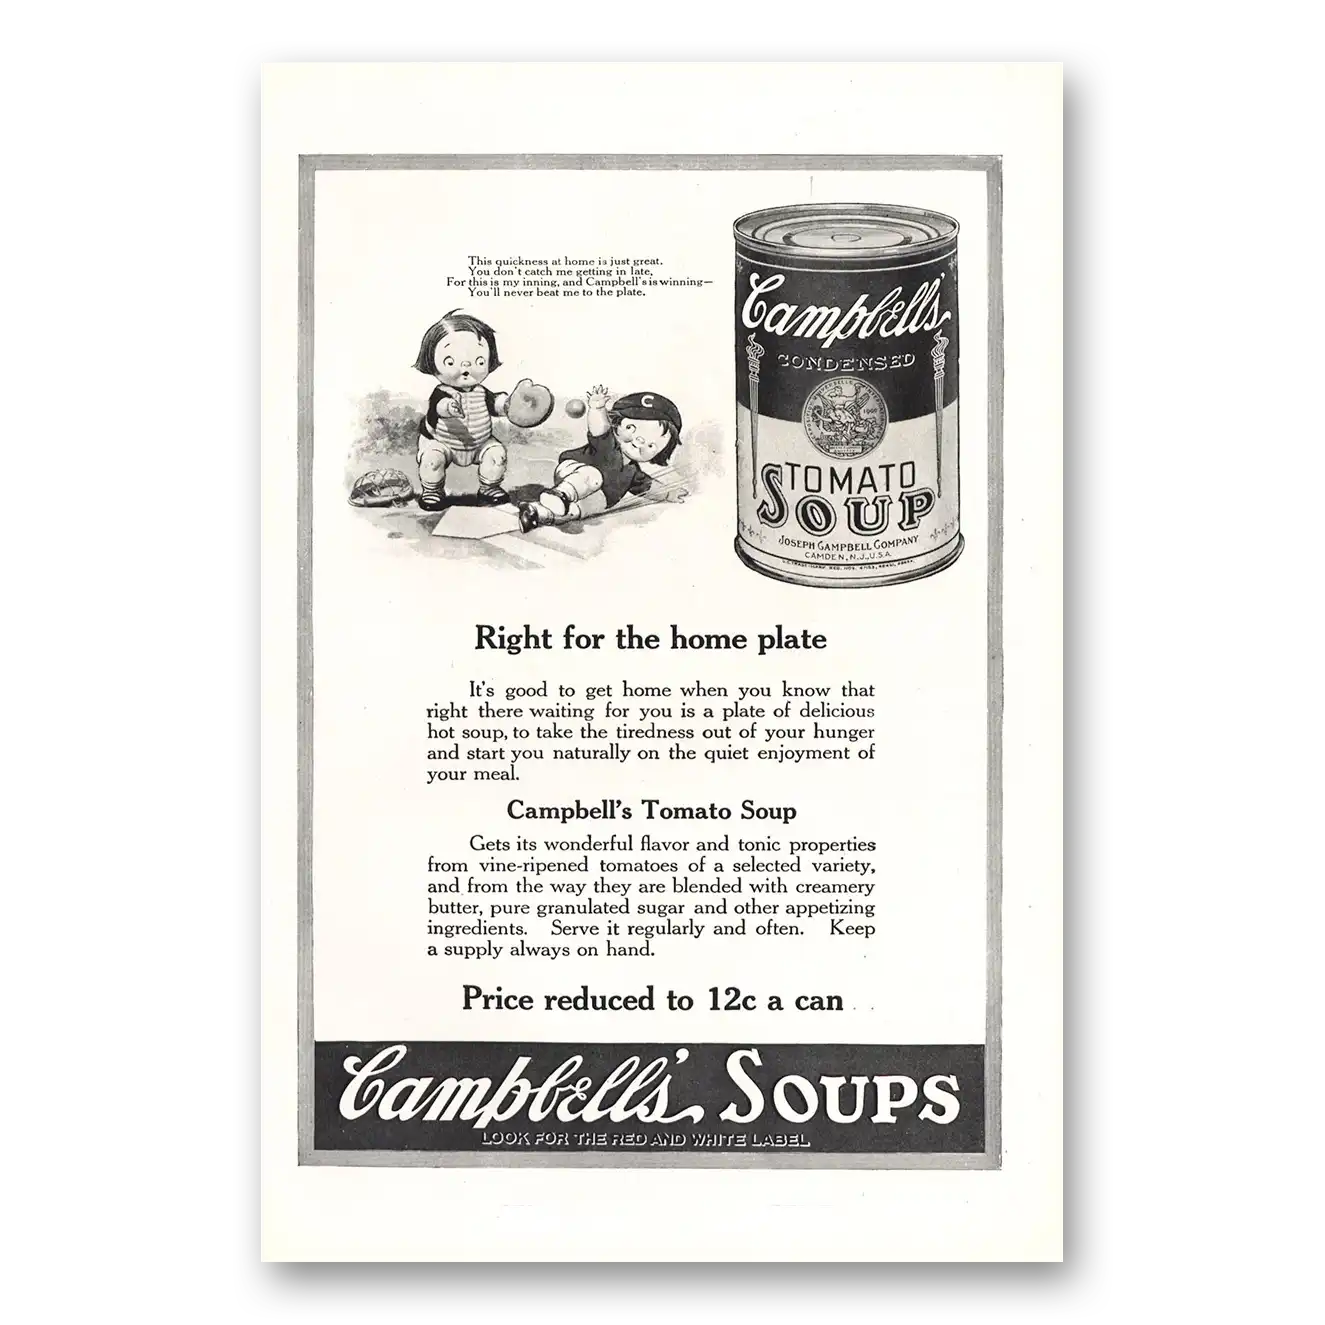 This quickness at home is just great.
You don't catch me getting in late,
For this is my inning, and Campbell's is winning—
You'll never beat me to the plate.
C
Campbell's
CONDENSED
1900
TOMATO
SOUP
JOSEPH CAMPBELL COMPANY
CAMDEN, N.J., U.S.A.
Right for the home plate
It's good to get home when you know that
right there waiting for you is a plate of delicious
hot soup, to take the tiredness out of your hunger
and start you naturally on the quiet enjoyment of
your meal.
Campbell's Tomato Soup
Gets its wonderful flavor and tonic properties
from vine-ripened tomatoes of a selected variety,
and from the way they are blended with creamery
butter, pure granulated sugar and other appetizing
ingredients. Serve it regularly and often. Keep
a supply always on hand.
Price reduced to 12c a can
Campbell's SOUPS
LOOK FOR THE RED AND WHITE LABEL